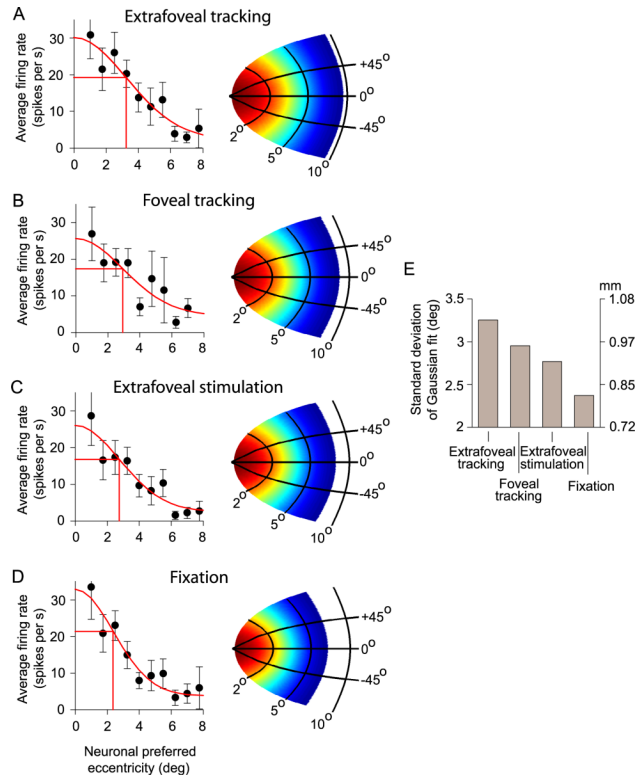 A
Extrafoveal tracking
Average firing rate
(spikes per s)
30
20
10
0
0 2 4 6 8
+45°
0°
-45°
2°
5°
10°
B
Foveal tracking
Average firing rate
(spikes per s)
30
20
10
0
0 2 4 6 8
+45°
0°
-45°
2°
5°
10°
C
Extrafoveal stimulation
Average firing rate
(spikes per s)
30
20
10
0
0 2 4 6 8
+45°
0°
-45°
2°
5°
10°
D
Fixation
Average firing rate
(spikes per s)
30
20
10
0
0 2 4 6 8
Neuronal preferred
eccentricity (deg)
+45°
0°
-45°
2°
5°
10°
E
Standard deviation
of Gaussian fit (deg)
3.5
3
2.5
2
mm
1.08
0.97
0.85
0.72
Extrafoveal
tracking
Foveal
tracking
Extrafoveal
stimulation
Fixation